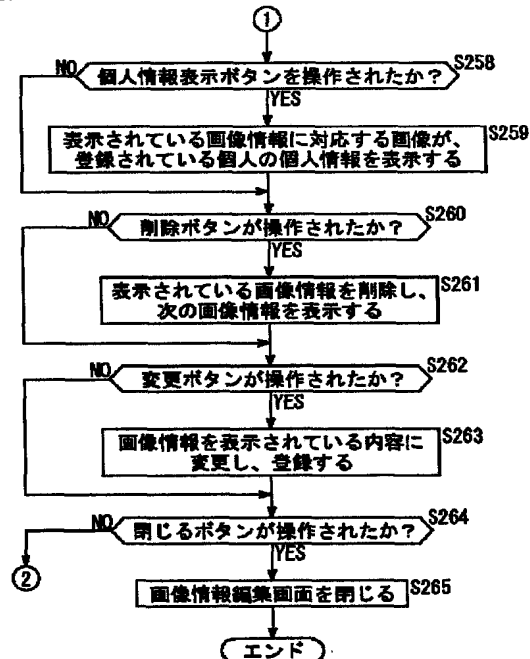 ①
個人情報表示ボタンを操作されたか？
S258
NO
YES
表示されている画像情報に対応する画像が、
登録されている個人の個人情報を表示する
S259
削除ボタンが操作されたか？
S260
NO
YES
表示されている画像情報を削除し、
次の画像情報を表示する
S261
変更ボタンが操作されたか？
S262
NO
YES
画像情報を表示されている内容に
変更し、登録する
S263
閉じるボタンが操作されたか？
S264
NO
YES
②
画像情報編集画面を閉じる
S265
エンド